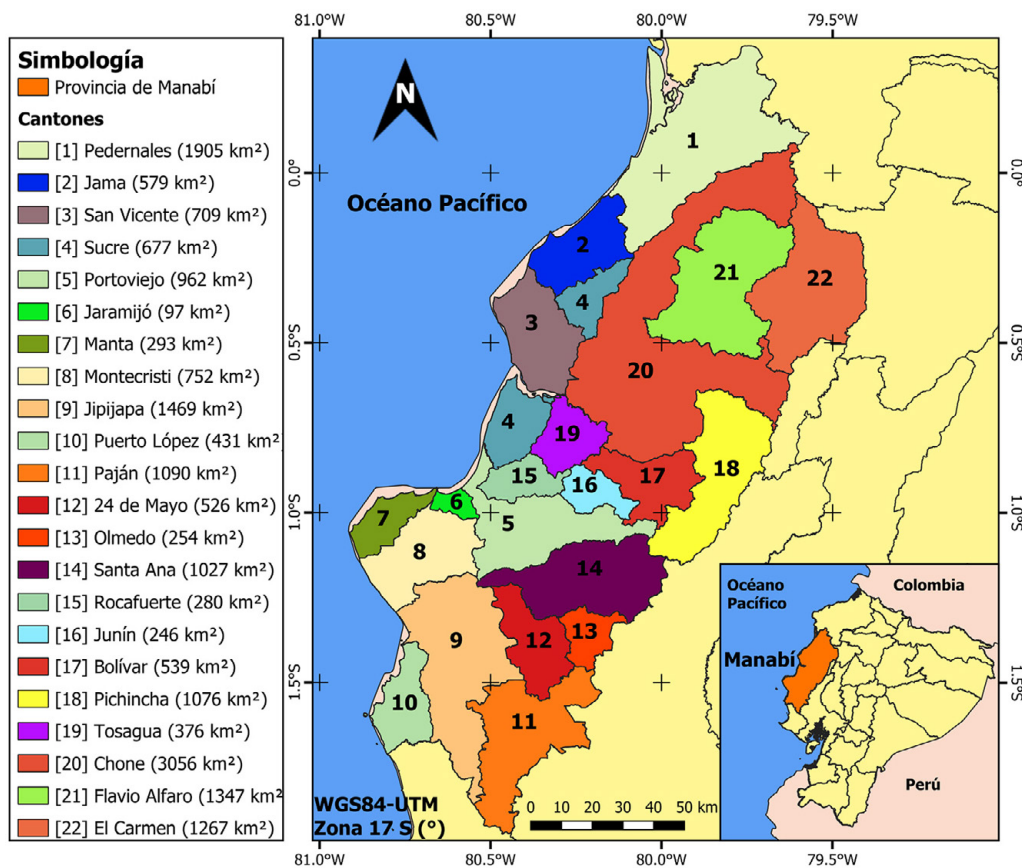 81.0°W 80.5°W 80.0°W 79.5°W
Simbología
Provincia de Manabí
Cantones
[1] Pedernales (1905 km²)
[2] Jama (579 km²)
[3] San Vicente (709 km²)
[4] Sucre (677 km²)
[5] Portoviejo (962 km²)
[6] Jaramijó (97 km²)
[7] Manta (293 km²)
[8] Montecristi (752 km²)
[9] Jipijapa (1469 km²)
[10] Puerto López (431 km²
[11] Paján (1090 km²)
[12] 24 de Mayo (526 km²)
[13] Olmedo (254 km²)
[14] Santa Ana (1027 km²)
[15] Rocafuerte (280 km²)
[16] Junín (246 km²)
[17] Bolívar (539 km²)
[18] Pichincha (1076 km²)
[19] Tosagua (376 km²)
[20] Chone (3056 km²)
[21] Flavio Alfaro (1347 km²
[22] El Carmen (1267 km²)
N
1
0.0° 0.0°
Océano Pacífico
2
21
22
4
3
0.5°S 0.5°S
20
4
19
15
16
17
18
7
6
1.0°S 1.0°S
5
8
14
9
12
13
1.5°S 1.5°S
10
11
WGS84-UTM
Zona 17 S (°)
0 10 20 30 40 50 km
Océano
Pacífico
Colombia
Manabí
Perú
81.0°W 80.5°W 80.0°W 79.5°W